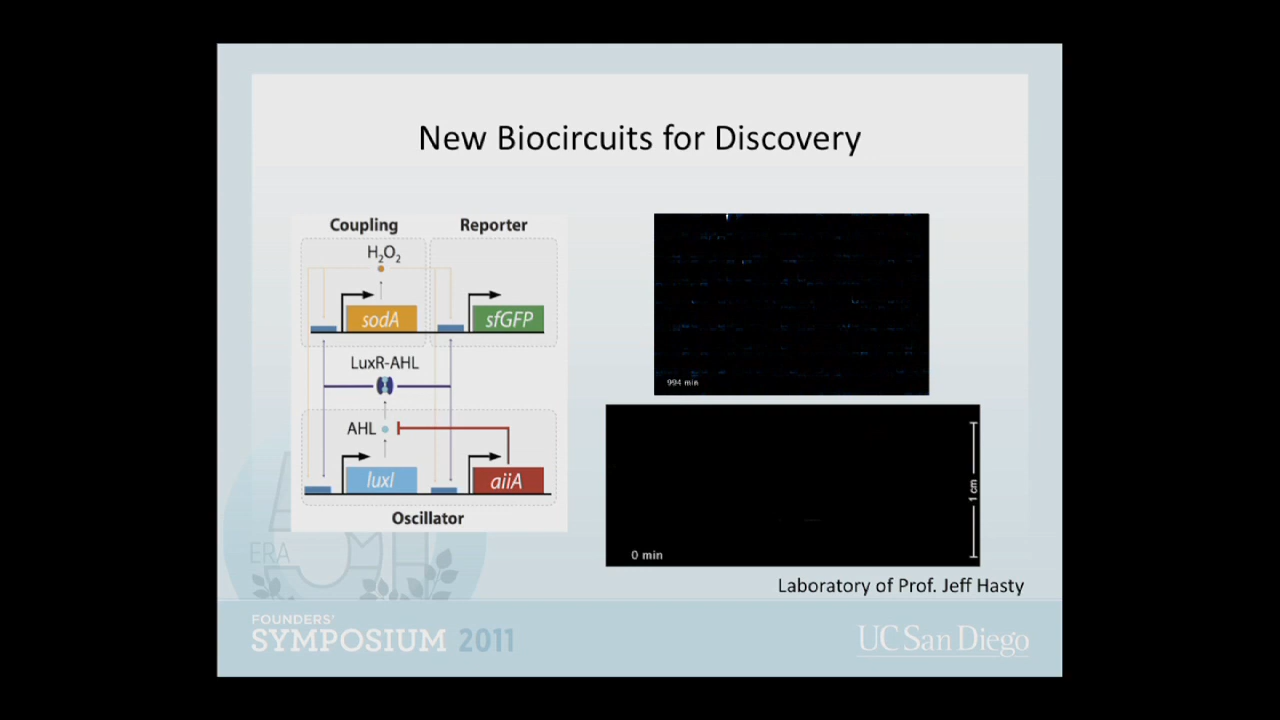 New Biocircuits for Discovery
Coupling
Reporter
H₂O₂
sodA
sfGFP
LuxR-AHL
AHL
luxI
aiiA
Oscillator
994 min
0 min
1 cm
Laboratory of Prof. Jeff Hasty
ERA
FOUNDERS'
SYMPOSIUM 2011
UC San Diego